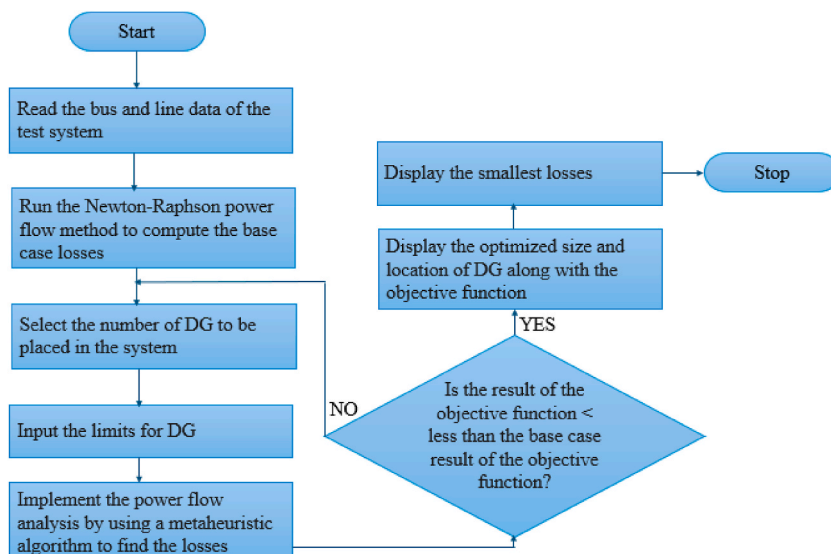 Start
Read the bus and line data of the
test system
Run the Newton-Raphson power
flow method to compute the base
case losses
Select the number of DG to be
placed in the system
Input the limits for DG
Implement the power flow
analysis by using a metaheuristic
algorithm to find the losses
Is the result of the
objective function <
less than the base case
result of the objective
function?
NO
YES
Display the optimized size and
location of DG along with the
objective function
Display the smallest losses
Stop